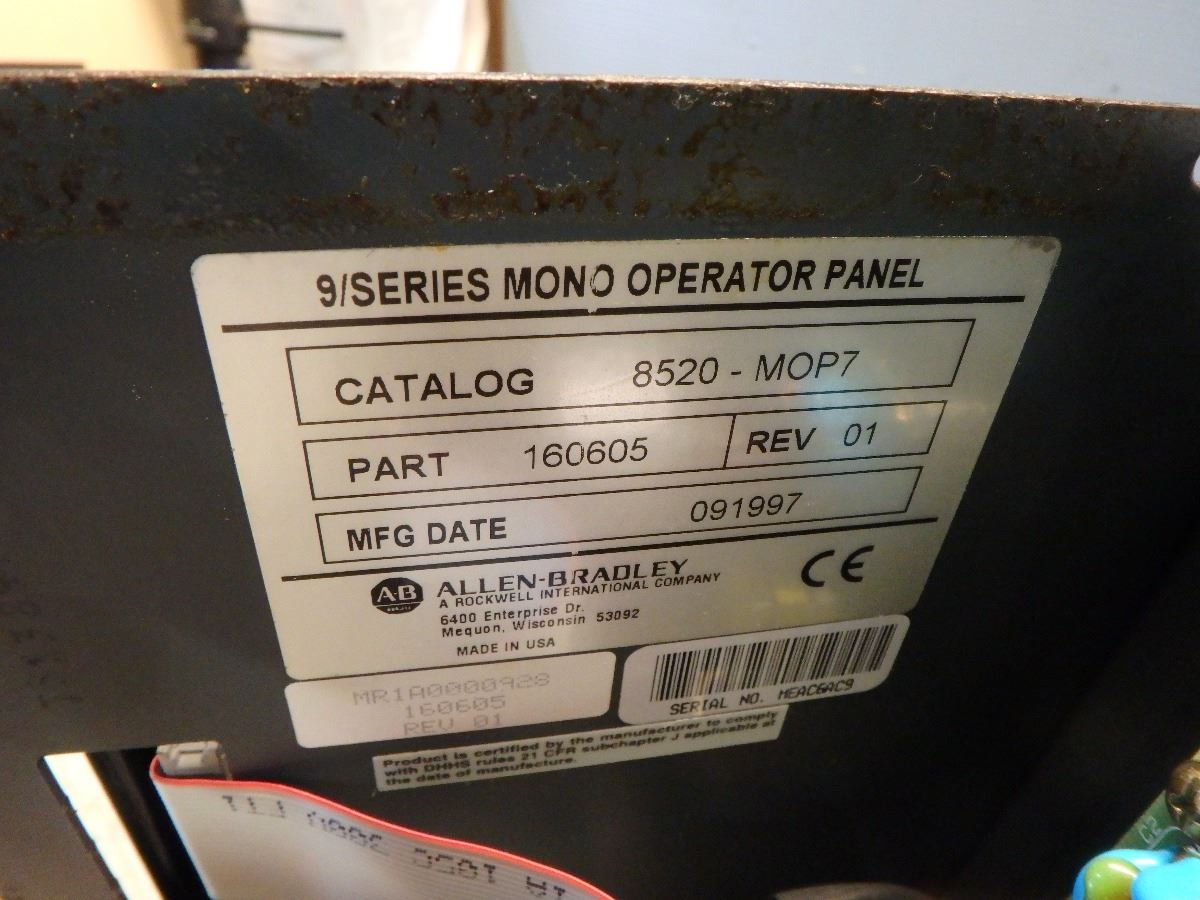 9/SERIES MONO OPERATOR PANEL
CATALOG 8520 - MOP7
PART 160605 REV 01
MFG DATE 091997
AB ALLEN-BRADLEY
A ROCKWELL INTERNATIONAL COMPANY
6400 Enterprise Dr.
Mequon, Wisconsin 53092
MADE IN USA
CE
MR1A0000928
160605
REV 01
SERIAL NO. MEAC6AC9
Product is certified by the manufacturer to comply
with DHHS rules 21 CFR subchapter J applicable at
the date of manufacture.
C2